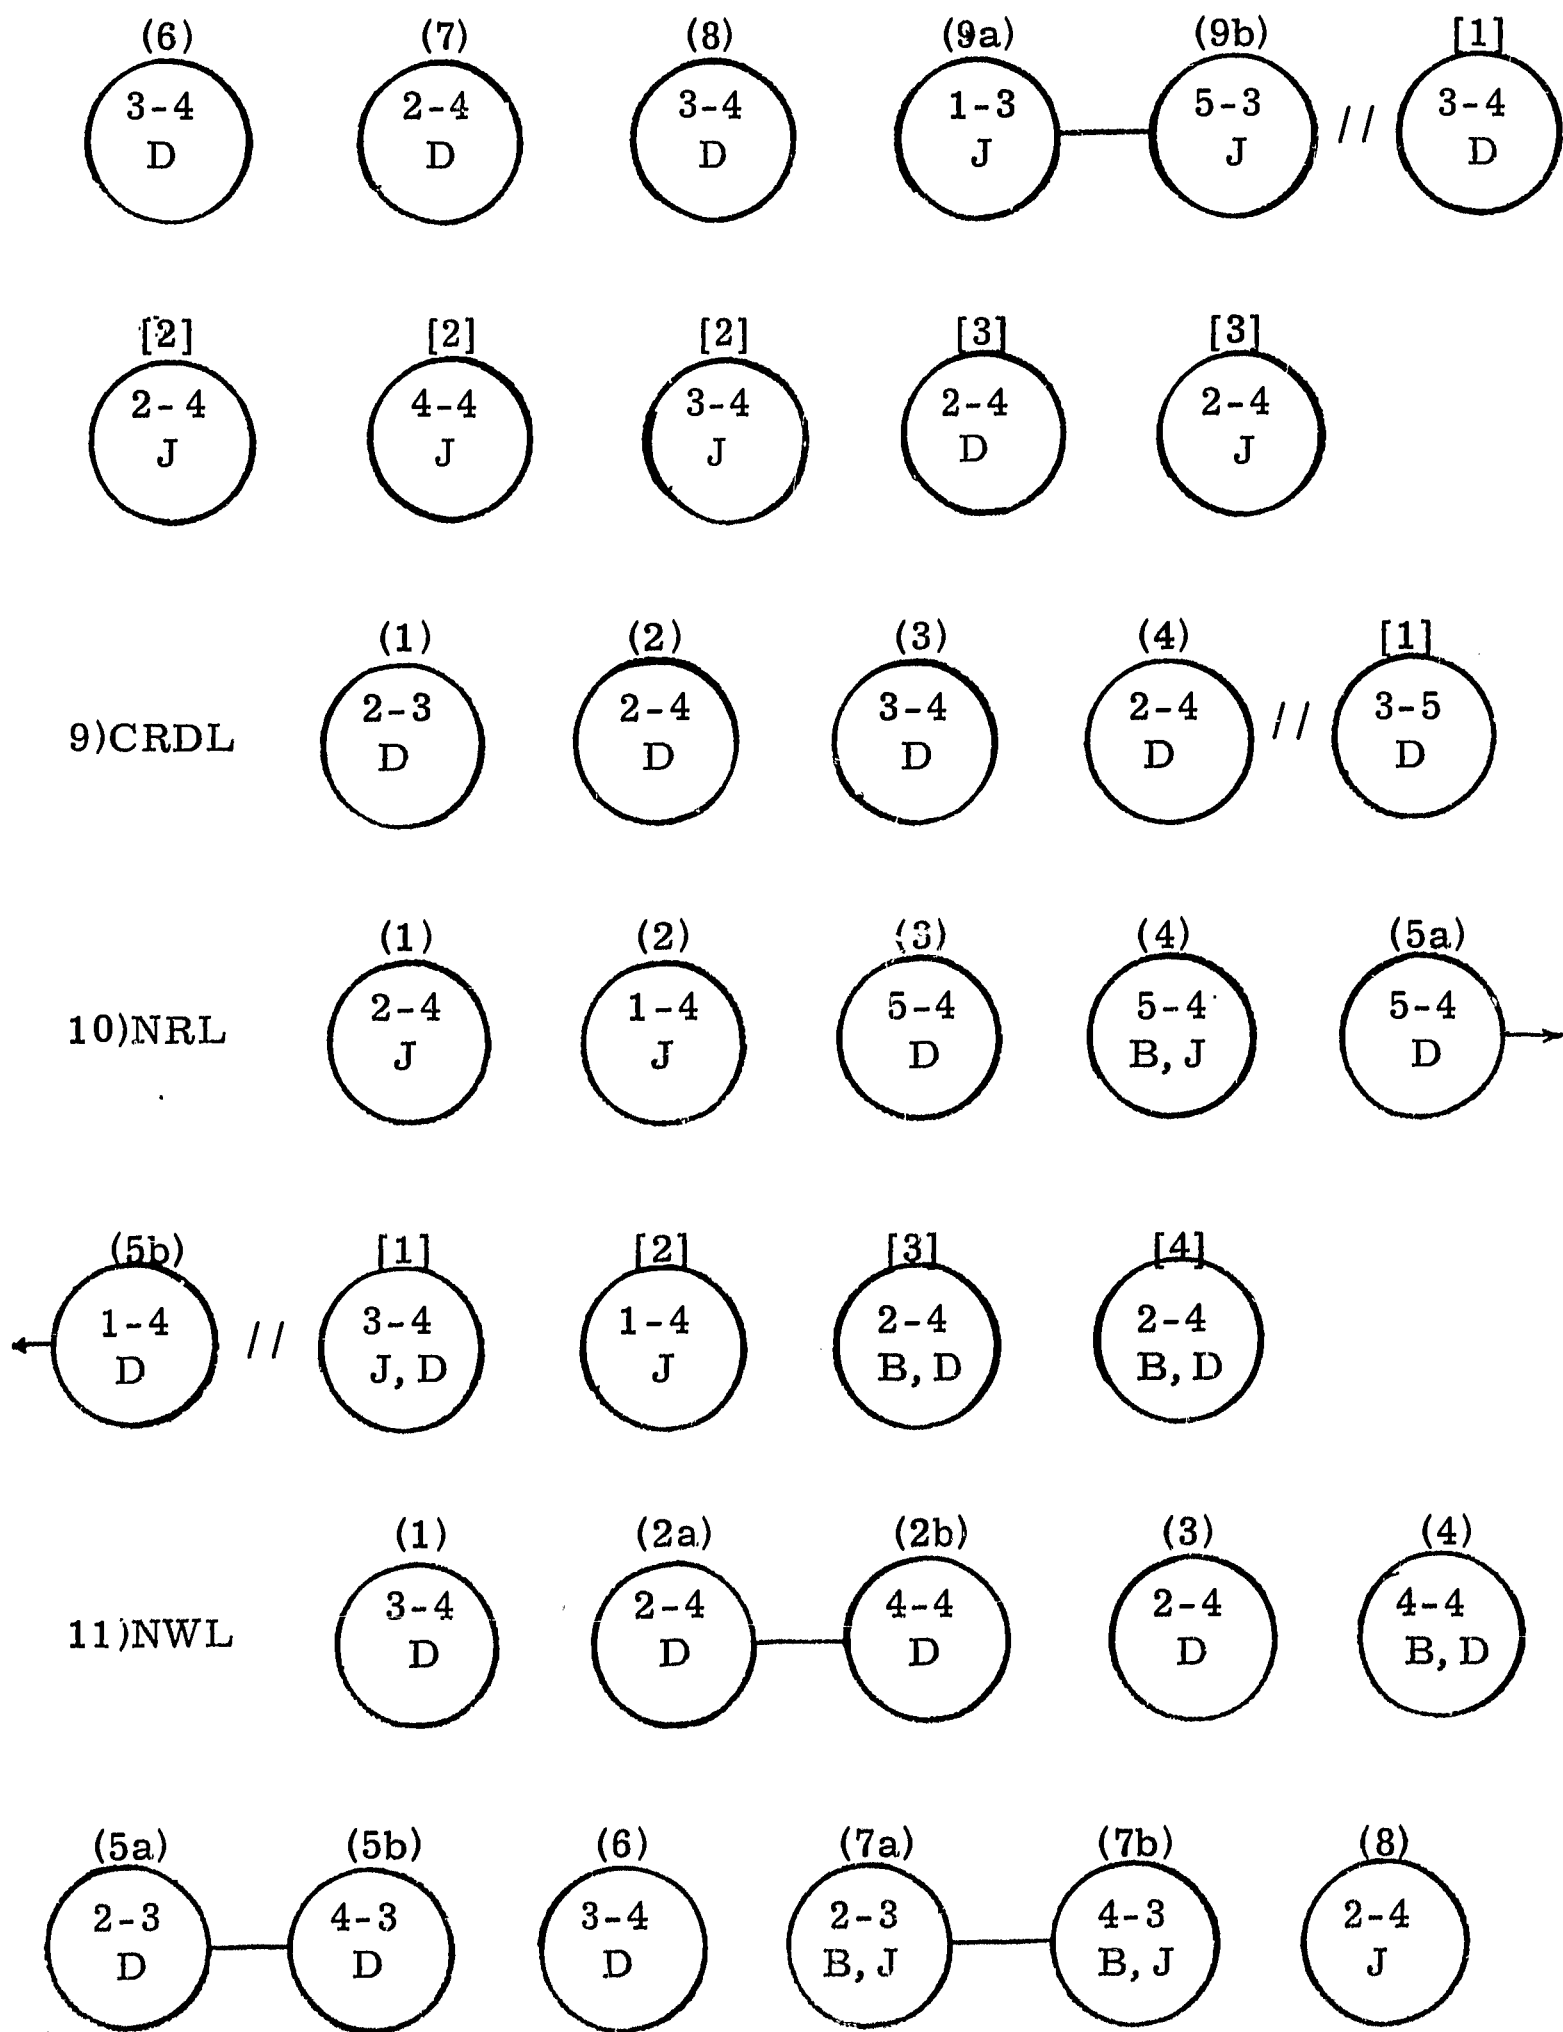 (6) (7) (8) (9a) (9b) [1]
3-4 2-4 3-4 1-3 5-3 // 3-4
D D D J J D
[2] [2] [2] [3] [3]
2-4 4-4 3-4 2-4 2-4
J J J D J
(1) (2) (3) (4) [1]
2-3 2-4 3-4 2-4 // 3-5
9)CRDL D D D D D
(1) (2) (3) (4) (5a)
2-4 1-4 5-4 5-4 5-4
10)NRL J J D B, J D
(5b) [1] [2] [3] [4]
1-4 // 3-4 1-4 2-4 2-4
D J, D J B, D B, D
(1) (2a) (2b) (3) (4)
3-4 2-4 4-4 2-4 4-4
11)NWL D D D D B, D
(5a) (5b) (6) (7a) (7b) (8)
2-3 4-3 3-4 2-3 4-3 2-4
D D D B, J B, J J